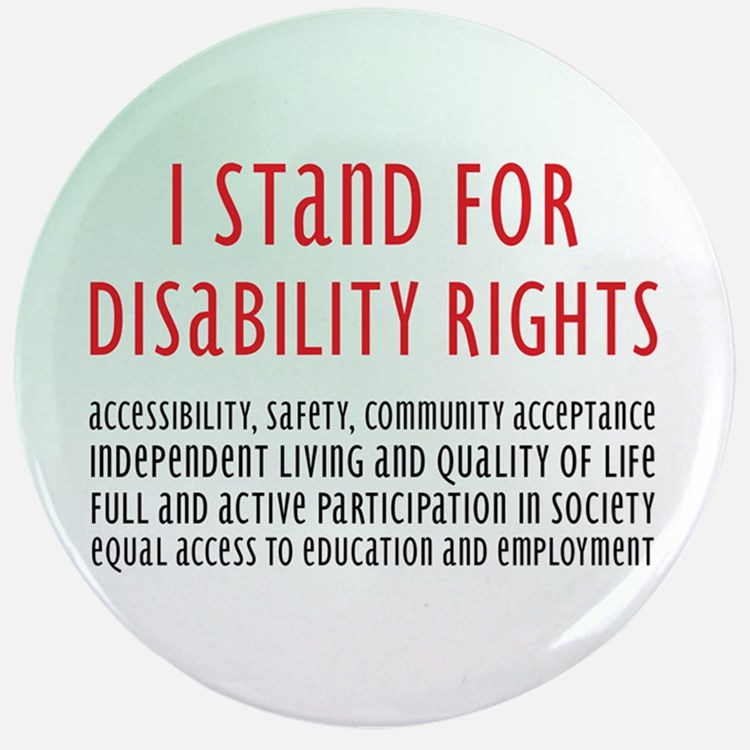 I STaND FOR
DISaBILITY RIGHTS
aCCESSIBILITY, SaFETY, COMMUNITY aCCEPTaNCE
INDEPENDENT LIVING aND QUaLITY OF LIFE
FULL aND aCTIVE PaRTICIPaTION IN SOCIETY
EQUaL aCCESS TO EDUCaTION aND EMPLOYMENT